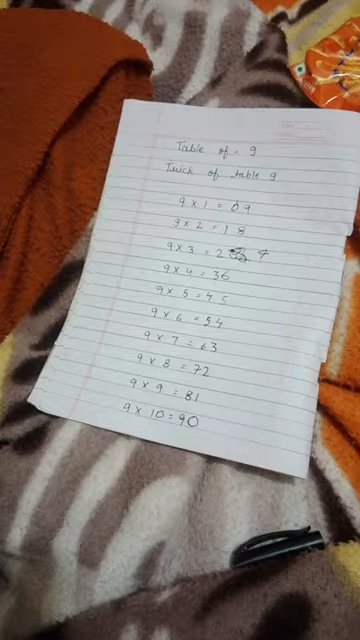 Table of - 9
Trick of table 9
9 × 1 = 09
9 × 2 = 18
9 × 3 = 2 7
9 × 4 = 36
9 × 5 = 45
9 × 6 = 54
9 × 7 = 63
9 × 8 = 72
9 × 9 = 81
9 × 10 = 90